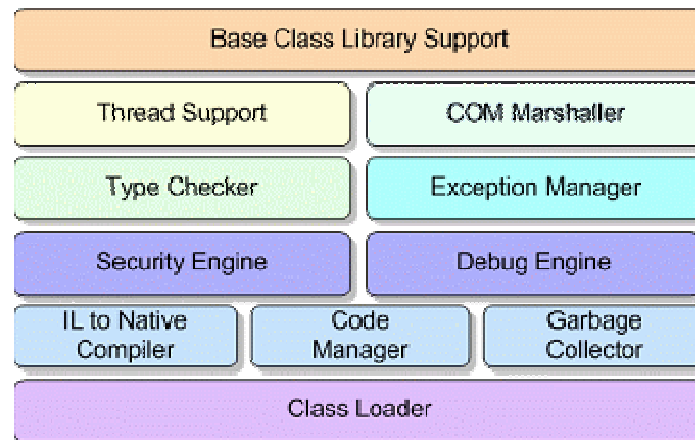 Base Class Library Support
Thread Support
COM Marshaller
Type Checker
Exception Manager
Security Engine
Debug Engine
IL to Native
Compiler
Code
Manager
Garbage
Collector
Class Loader